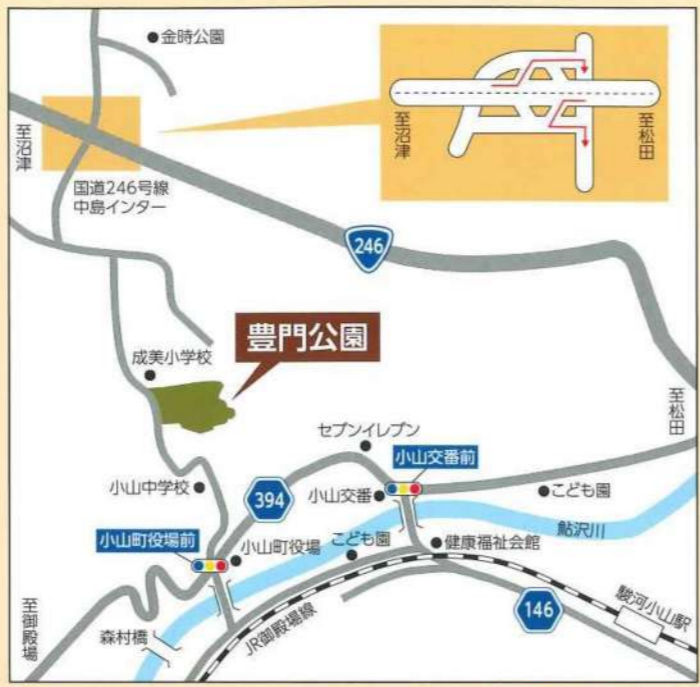 金時公園
至沼津
至松田
至沼津
国道246号線
中島インター
246
豊門公園
成美小学校
至松田
セブンイレブン
小山交番前
小山中学校
394
小山交番
こども園
鮎沢川
小山町役場前
小山町役場
こども園
健康福祉会館
146
駿河小山駅
至御殿場
森村橋
JR御殿場線